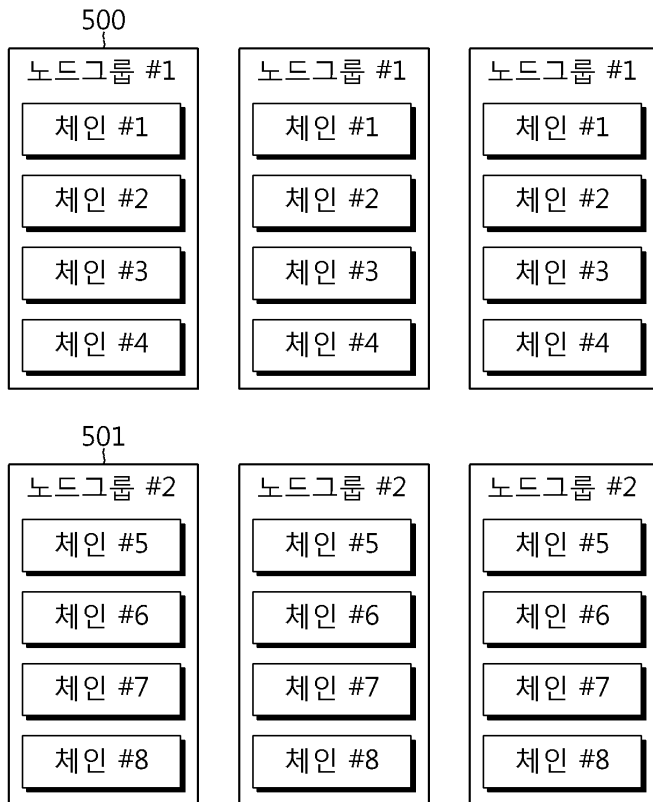 500
노드그룹 #1 노드그룹 #1 노드그룹 #1
체인 #1 체인 #1 체인 #1
체인 #2 체인 #2 체인 #2
체인 #3 체인 #3 체인 #3
체인 #4 체인 #4 체인 #4
501
노드그룹 #2 노드그룹 #2 노드그룹 #2
체인 #5 체인 #5 체인 #5
체인 #6 체인 #6 체인 #6
체인 #7 체인 #7 체인 #7
체인 #8 체인 #8 체인 #8